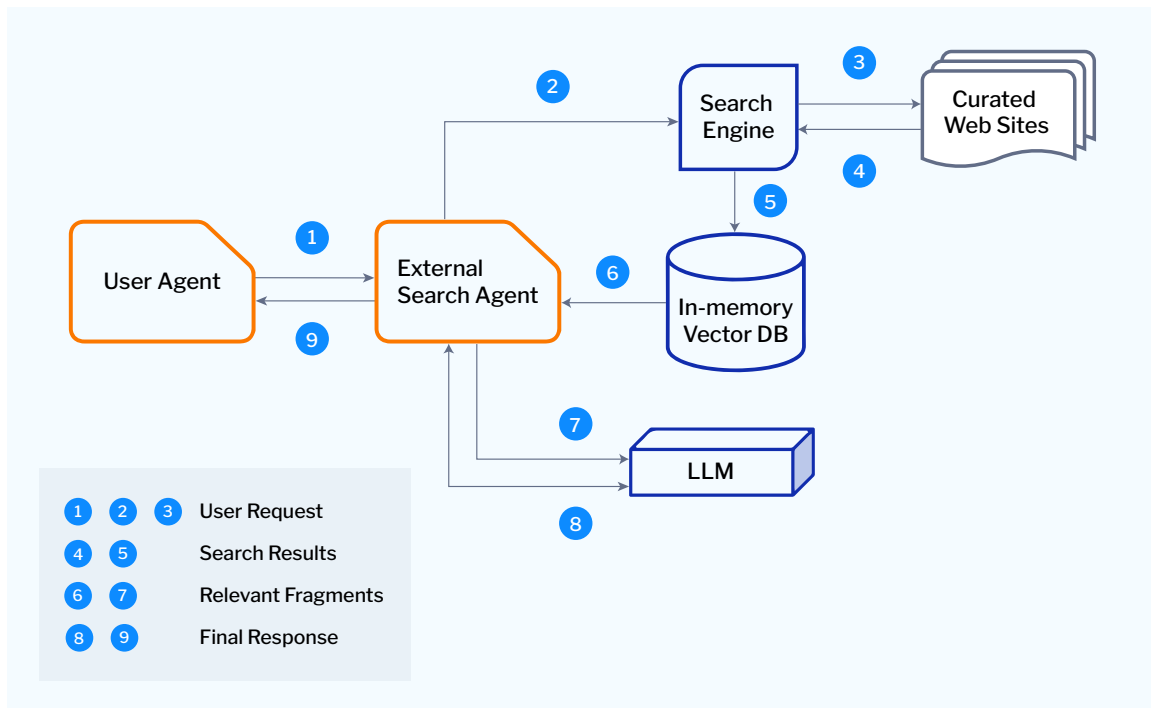 2
3
Search
Engine
Curated
Web Sites
4
5
1
User Agent
External
Search Agent
6
In-memory
Vector DB
9
7
LLM
8
1 2 3 User Request
4 5 Search Results
6 7 Relevant Fragments
8 9 Final Response